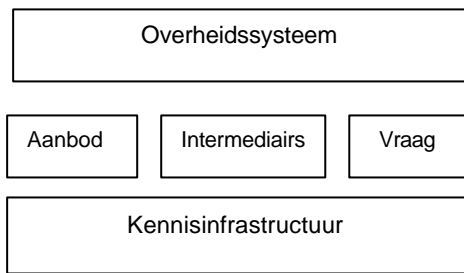 Overheidssysteem
Aanbod Intermediairs Vraag
Kennisinfrastructuur